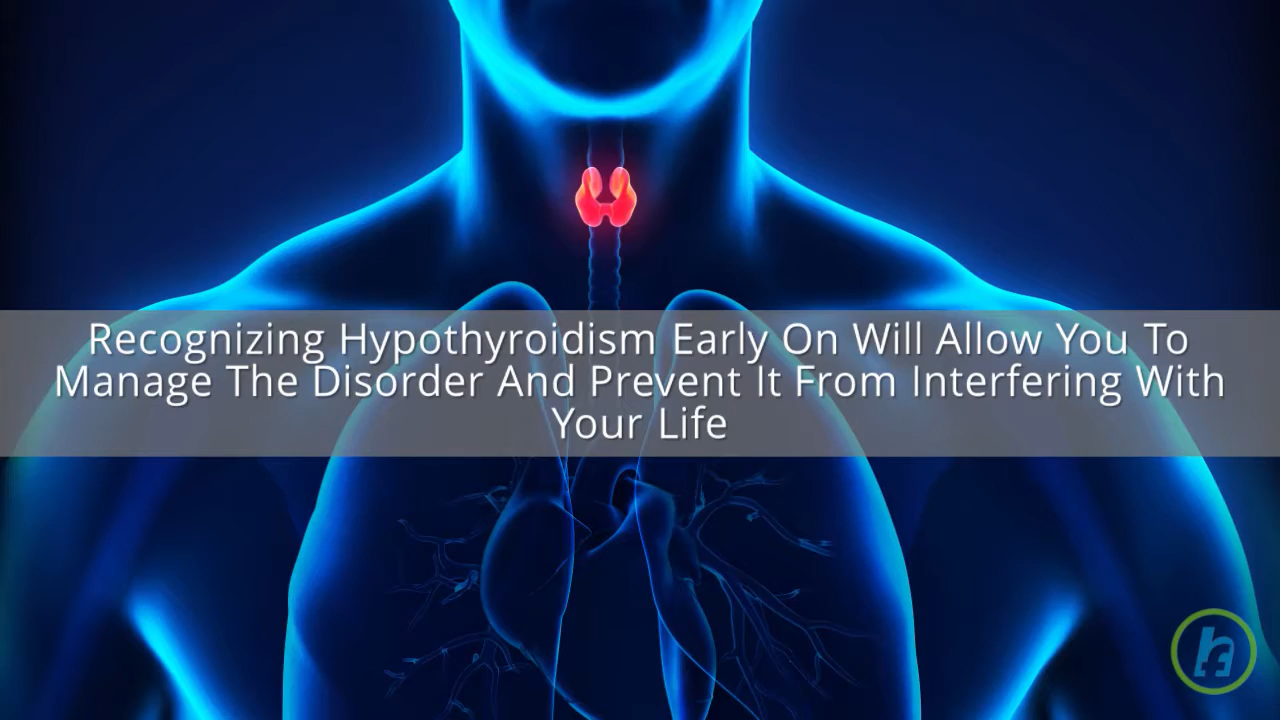 Recognizing Hypothyroidism Early On Will Allow You To
Manage The Disorder And Prevent It From Interfering With
Your Life